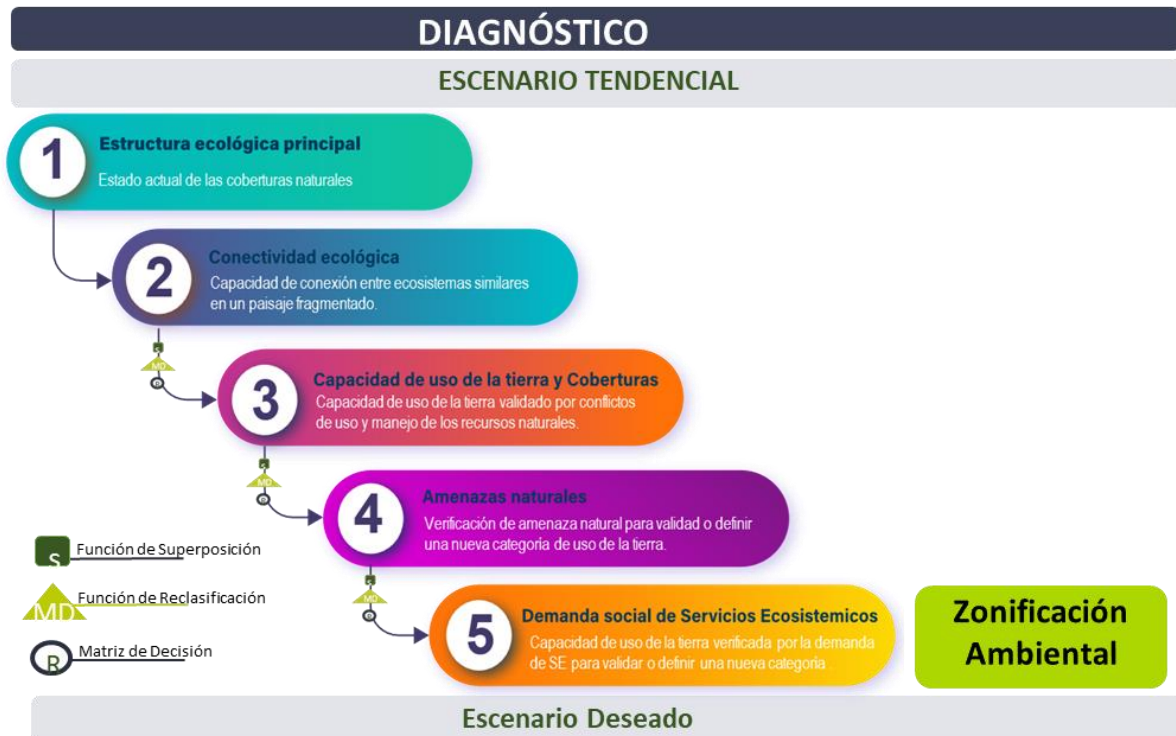 DIAGNÓSTICO
ESCENARIO TENDENCIAL
1
Estructura ecológica principal
Estado actual de las coberturas naturales
2
Conectividad ecológica
Capacidad de conexión entre ecosistemas similares
en un paisaje fragmentado.
S
MD
R
3
Capacidad de uso de la tierra y Coberturas
Capacidad de uso de la tierra validado por conflictos
de uso y manejo de los recursos naturales.
S
MD
R
4
Amenazas naturales
Verificación de amenaza natural para validad o definir
una nueva categoría de uso de la tierra.
S
MD
R
5
Demanda social de Servicios Ecosistemicos
Capacidad de uso de la tierra verificada por la demanda
de SE para validar o definir una nueva categoría
S Función de Superposición
MD Función de Reclasificación
R Matriz de Decisión
Zonificación
Ambiental
Escenario Deseado